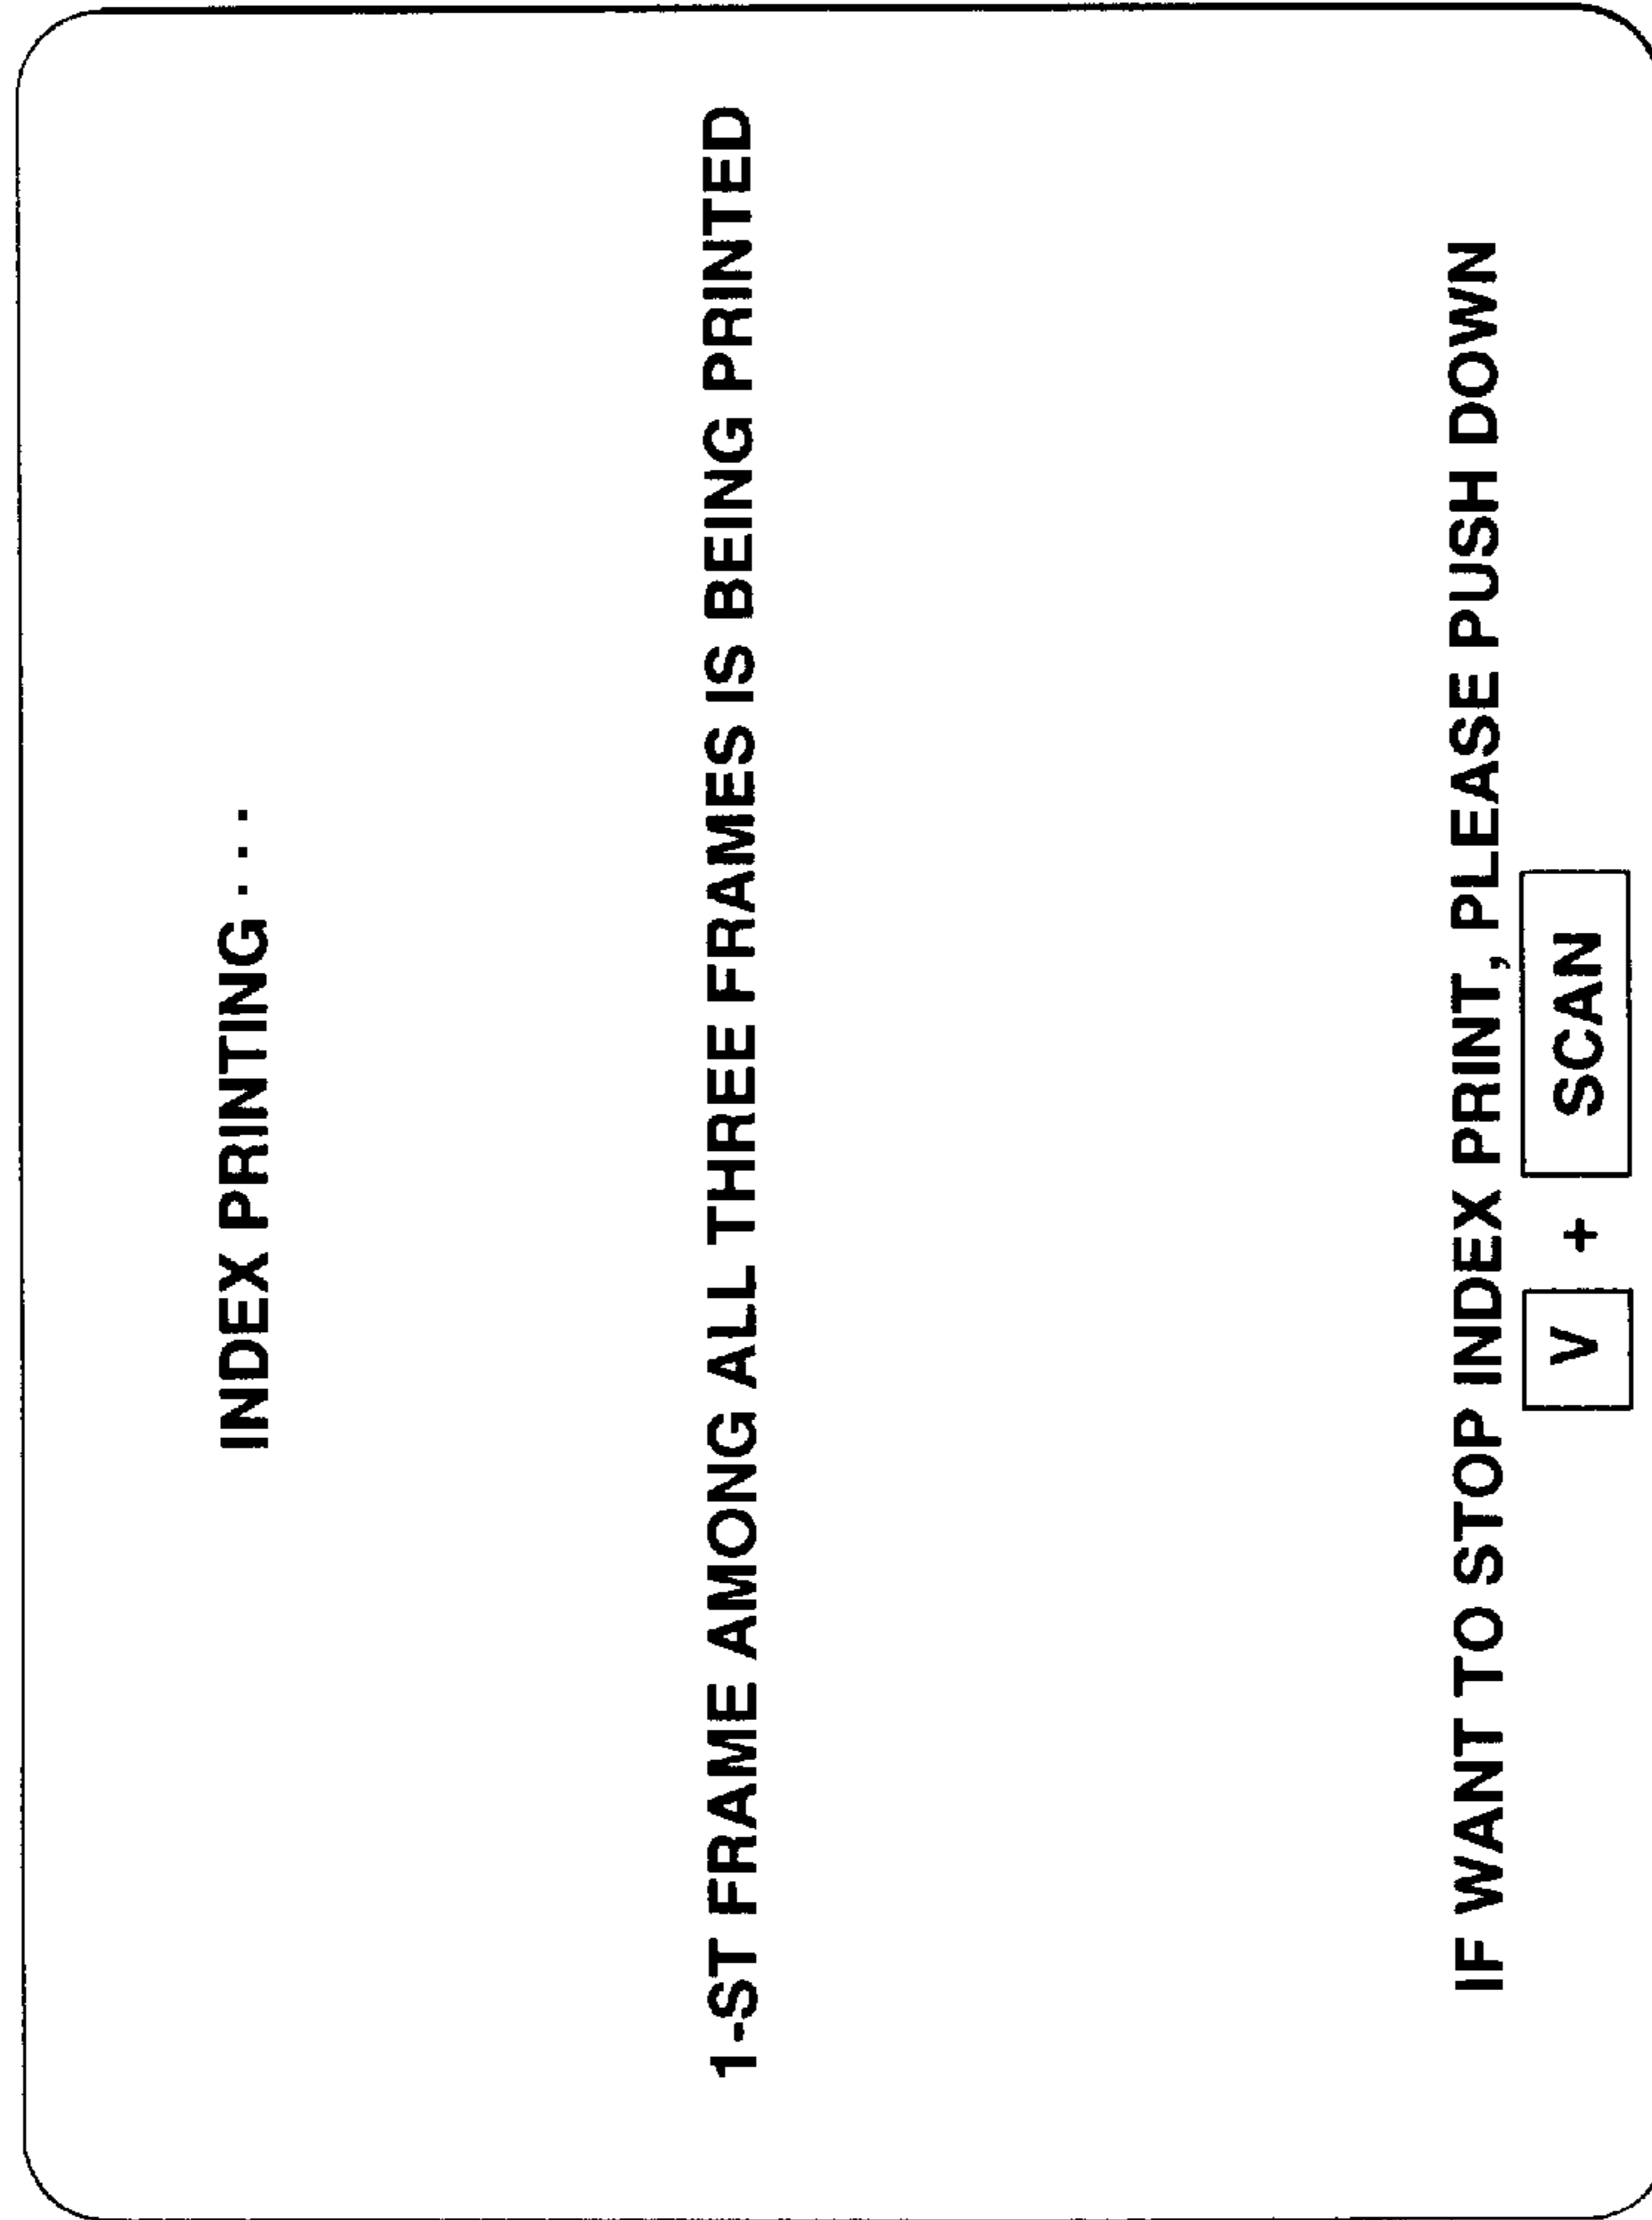 INDEX PRINTING . . .
1-ST FRAME AMONG ALL THREE FRAMES IS BEING PRINTED
IF WANT TO STOP INDEX PRINT, PLEASE PUSH DOWN
V + SCAN